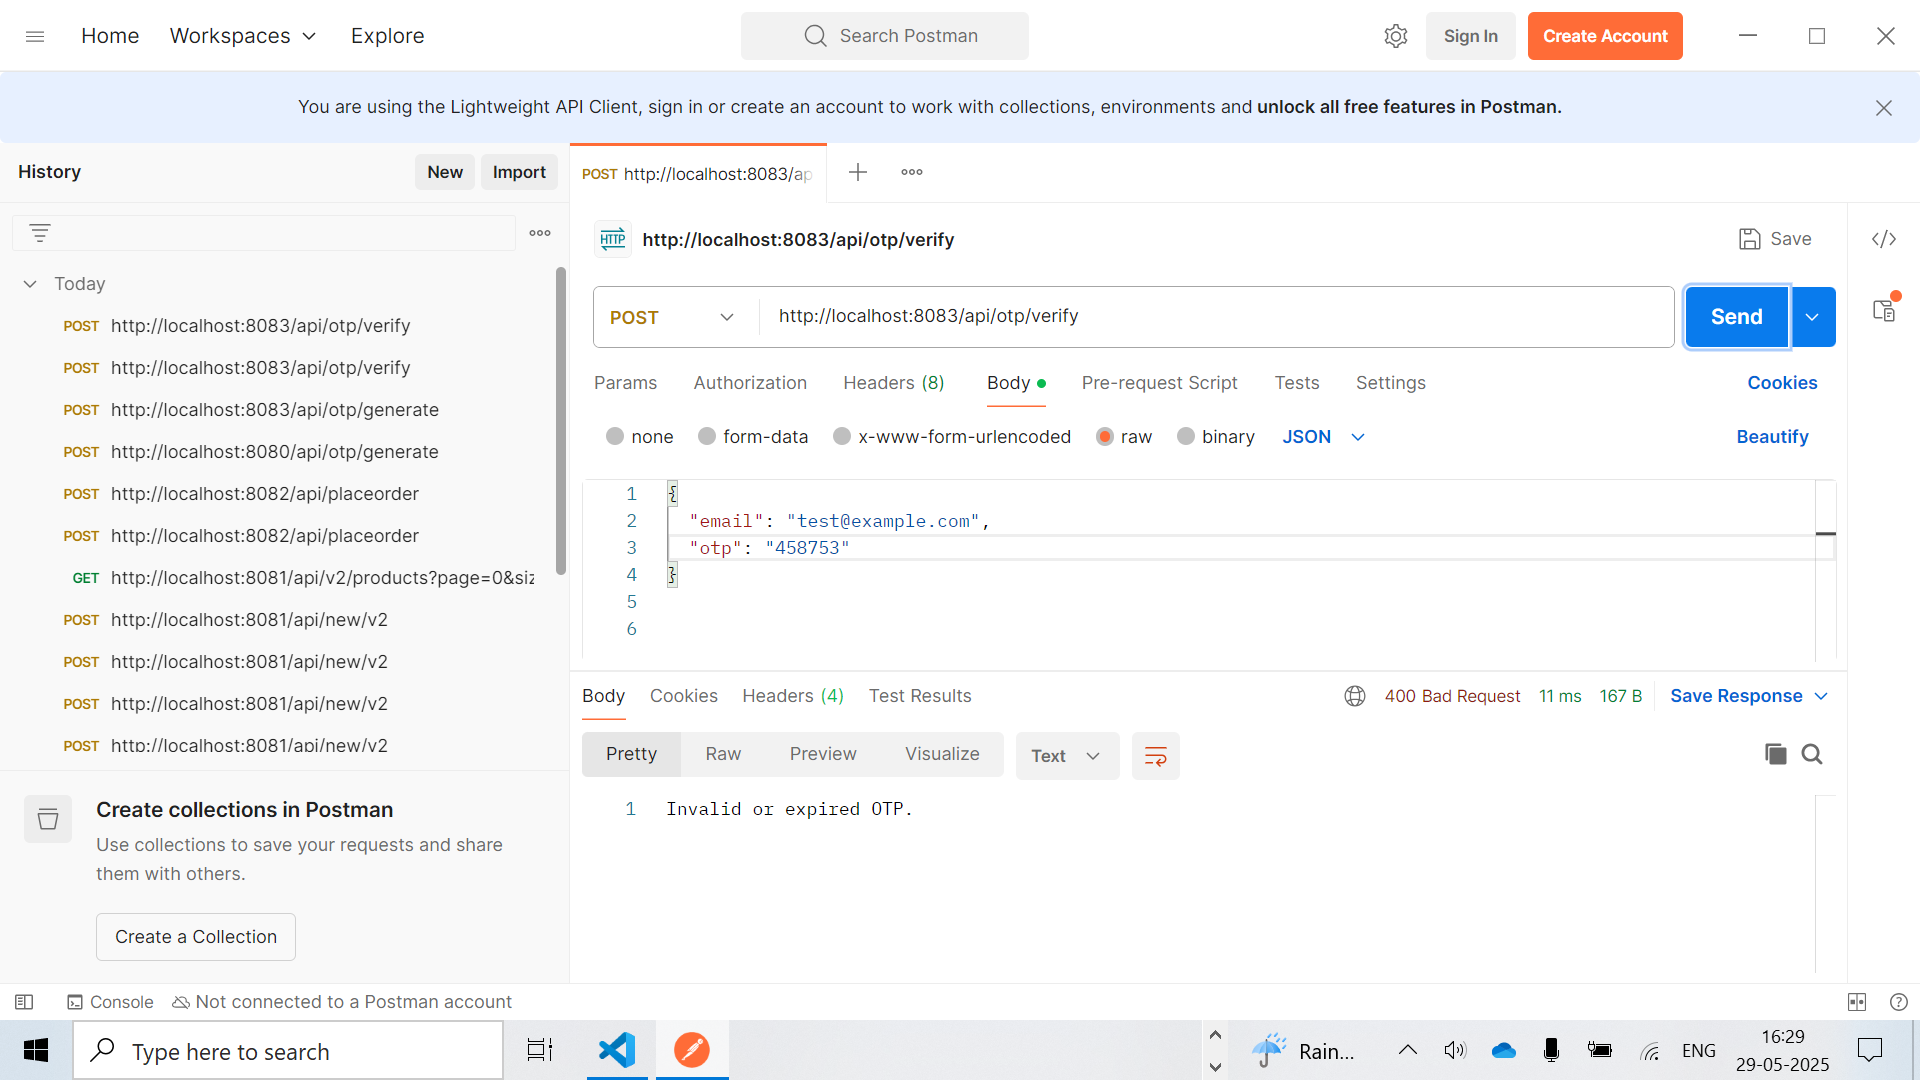 Home
Workspaces
Explore
Search Postman
Sign In
Create Account
You are using the Lightweight API Client, sign in or create an account to work with collections, environments and unlock all free features in Postman.
History
New
Import
Today
POST http://localhost:8083/api/otp/verify
POST http://localhost:8083/api/otp/verify
POST http://localhost:8083/api/otp/generate
POST http://localhost:8080/api/otp/generate
POST http://localhost:8082/api/placeorder
POST http://localhost:8082/api/placeorder
GET http://localhost:8081/api/v2/products?page=0&siz
POST http://localhost:8081/api/new/v2
POST http://localhost:8081/api/new/v2
POST http://localhost:8081/api/new/v2
POST http://localhost:8081/api/new/v2
Create collections in Postman
Use collections to save your requests and share
them with others.
Create a Collection
POST http://localhost:8083/ap
HTTP http://localhost:8083/api/otp/verify
Save
POST
http://localhost:8083/api/otp/verify
Send
Params
Authorization
Headers (8)
Body
Pre-request Script
Tests
Settings
Cookies
none
form-data
x-www-form-urlencoded
raw
binary
JSON
Beautify
1 {
2 "email": "test@example.com",
3 "otp": "458753"
4 }
5
6
Body
Cookies
Headers (4)
Test Results
400 Bad Request
11 ms
167 B
Save Response
Pretty
Raw
Preview
Visualize
Text
1 Invalid or expired OTP.
Console
Not connected to a Postman account
Type here to search
Rain...
ENG
16:29
29-05-2025